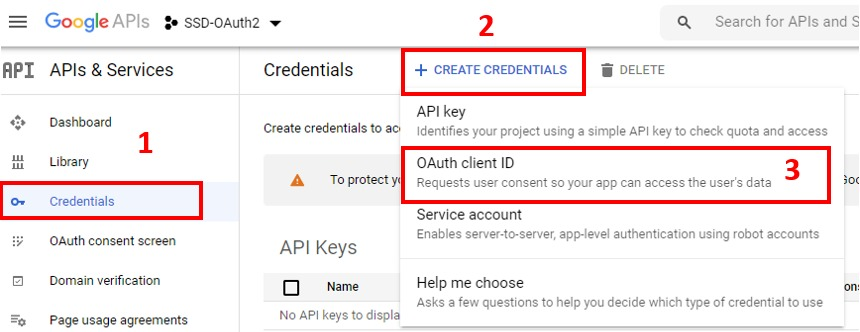 Google APIs SSD-OAuth2 Search for APIs and S
2
API APIs & Services Credentials + CREATE CREDENTIALS DELETE
API key
Identifies your project using a simple API key to check quota and access
Dashboard
Create credentials to acc
1
Library
OAuth client ID
3
Requests user consent so your app can access the user's data
To protect yo
Goo
Credentials
Service account
Enables server-to-server, app-level authentication using robot accounts
OAuth consent screen
API Keys
Domain verification
Help me choose
Name
Asks a few questions to help you decide which type of credential to use
ons
Page usage agreements
No API keys to displa